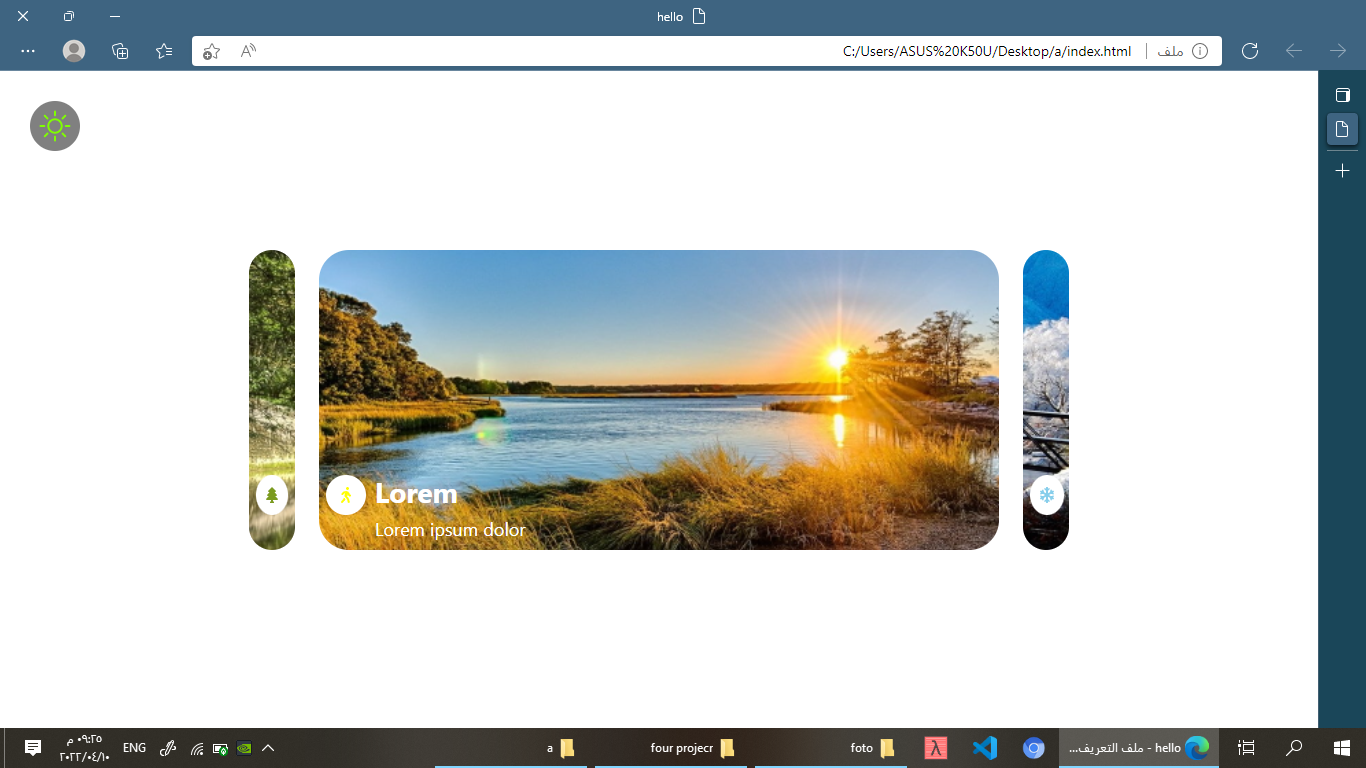 hello
C:/Users/ASUS%20K50U/Desktop/a/index.html
ملف
Lorem
Lorem ipsum dolor
٠٩:٢٥ م
٢٠٢٢/٠٤/١٠
ENG
a
four projecr
foto
hello - ملف التعريف...